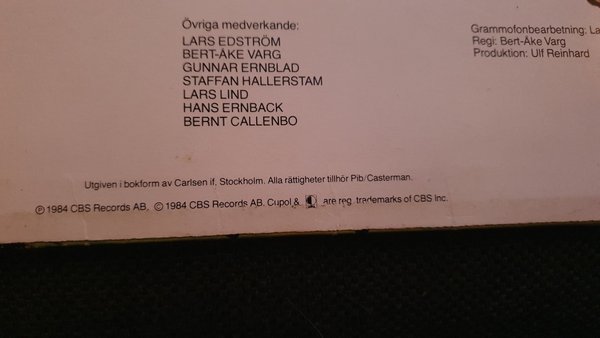 Övriga medverkande:
LARS EDSTRÖM
BERT-ÅKE VARG
GUNNAR ERNBLAD
STAFFAN HALLERSTAM
LARS LIND
HANS ERNBACK
BERNT CALLENBO
Grammofonbearbetning: La
Regi: Bert-Åke Varg
Produktion: Ulf Reinhard
Utgiven i bokform av Carlsen if, Stockholm. Alla rättigheter tillhör Pib/Casterman.
Ⓟ 1984 CBS Records AB. © 1984 CBS Records AB. Cupol & are reg. trademarks of CBS Inc.